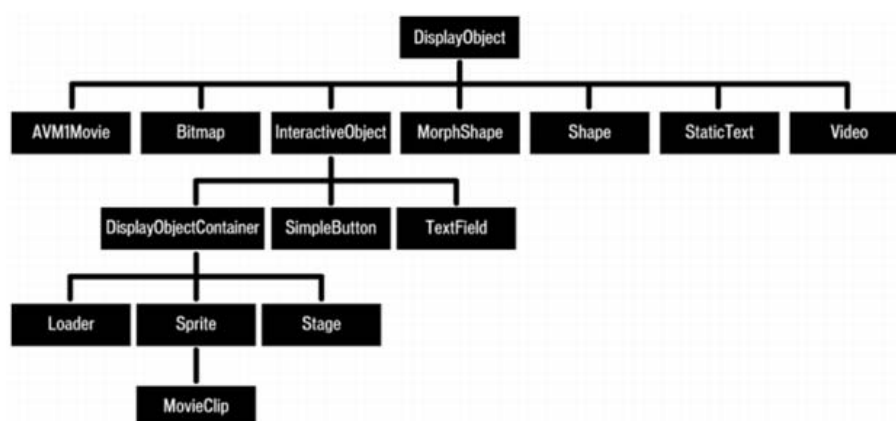 DisplayObject
AVM1Movie Bitmap InteractiveObject MorphShape Shape StaticText Video
DisplayObjectContainer SimpleButton TextField
Loader Sprite Stage
MovieClip